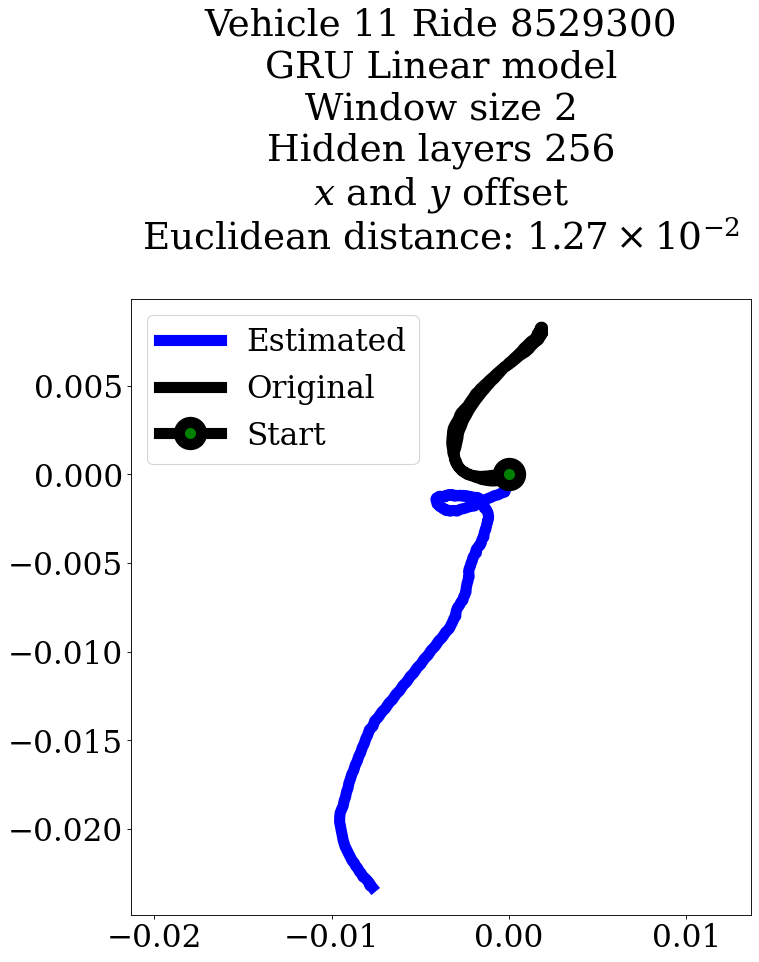 Vehicle 11 Ride 8529300
GRU Linear model
Window size 2
Hidden layers 256
x and y offset
Euclidean distance: 1.27 × 10⁻²
Estimated
Original
Start
0.005
0.000
−0.005
−0.010
−0.015
−0.020
−0.02
−0.01
0.00
0.01